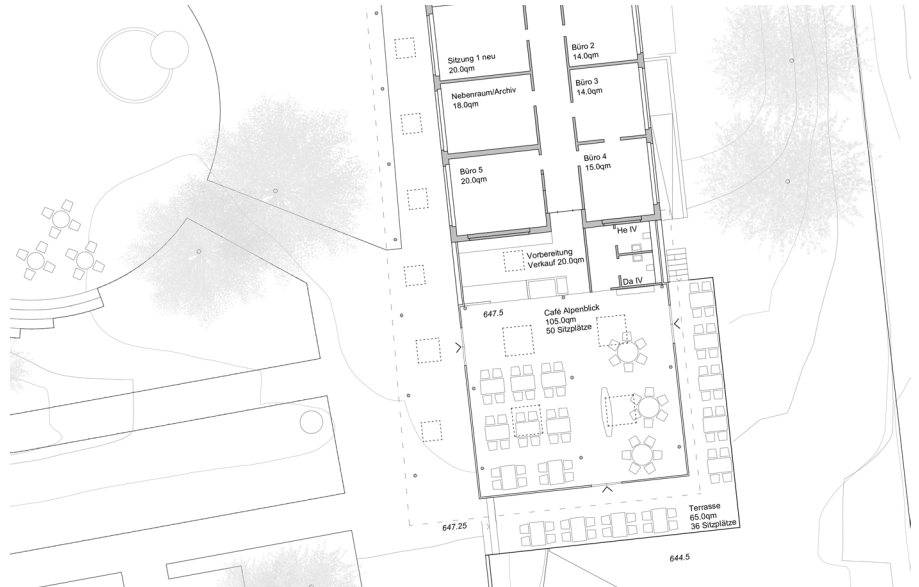 Büro 2
14.0qm
Sitzung 1 neu
20.0qm
Büro 3
14.0qm
Nebenraum/Archiv
18.0qm
Büro 4
15.0qm
Büro 5
20.0qm
He IV
Vorbereitung
Verkauf 20.0qm
Da IV
647.5
Café Alpenblick
105.0qm
50 Sitzplätze
Terrasse
65.0qm
36 Sitzplätze
647.25
644.5